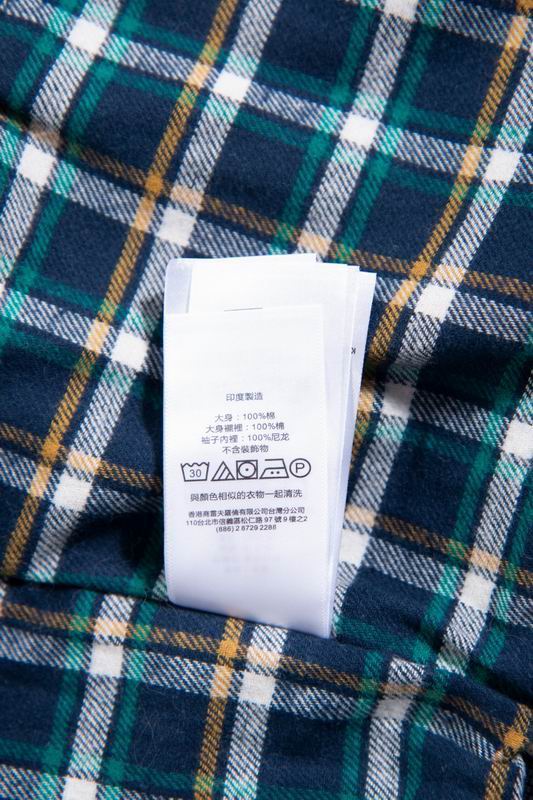 印度製造
大身：100%棉
大身襯裡：100%棉
袖子內裡：100%尼龙
不含裝飾物
30 P
與顏色相似的衣物一起清洗
香港商雷夫羅倫有限公司台灣分公司
110台北市信義區松仁路 97 號 9 樓之2
(886) 2 8729 2288